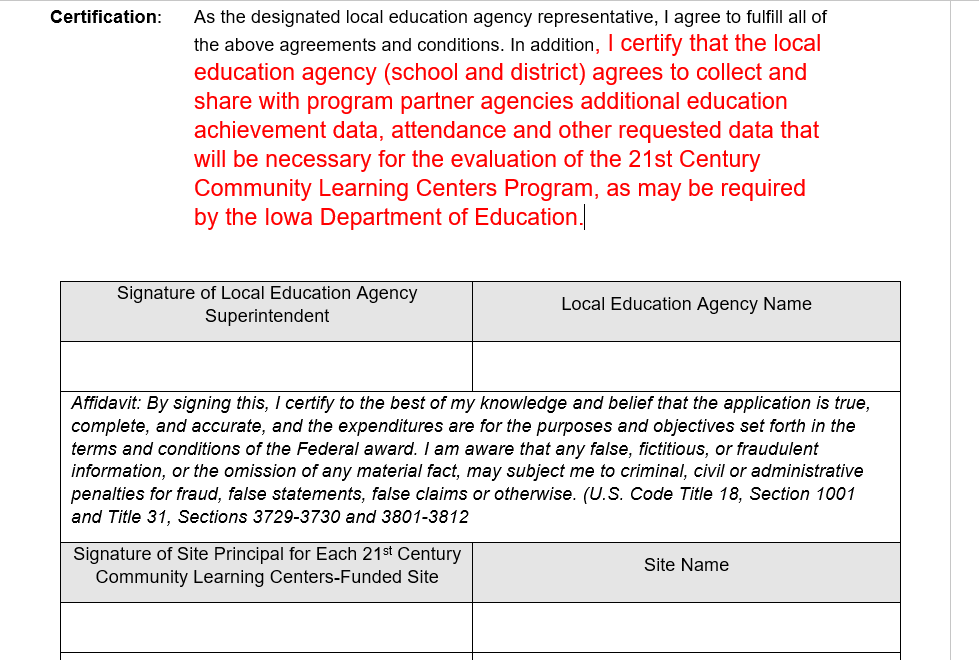 Certification: As the designated local education agency representative, I agree to fulfill all of
the above agreements and conditions. In addition, I certify that the local
education agency (school and district) agrees to collect and
share with program partner agencies additional education
achievement data, attendance and other requested data that
will be necessary for the evaluation of the 21st Century
Community Learning Centers Program, as may be required
by the Iowa Department of Education.
Signature of Local Education Agency
Superintendent
Local Education Agency Name
Affidavit: By signing this, I certify to the best of my knowledge and belief that the application is true,
complete, and accurate, and the expenditures are for the purposes and objectives set forth in the
terms and conditions of the Federal award. I am aware that any false, fictitious, or fraudulent
information, or the omission of any material fact, may subject me to criminal, civil or administrative
penalties for fraud, false statements, false claims or otherwise. (U.S. Code Title 18, Section 1001
and Title 31, Sections 3729-3730 and 3801-3812
Signature of Site Principal for Each 21st Century
Community Learning Centers-Funded Site
Site Name